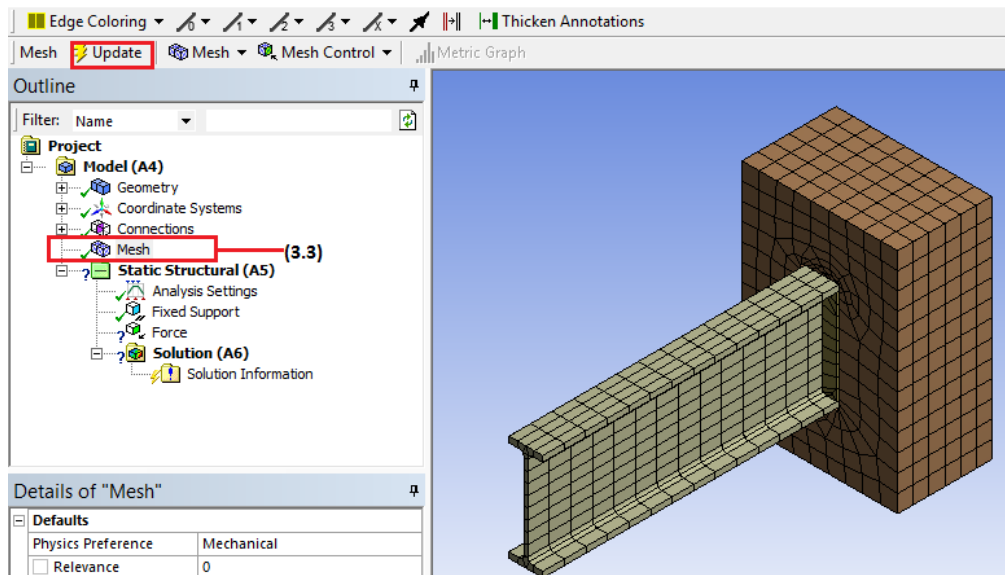 Edge Coloring Thicken Annotations
Mesh Update Mesh Mesh Control Metric Graph
Outline
Filter: Name
Project
Model (A4)
Geometry
Coordinate Systems
Connections
Mesh (3.3)
Static Structural (A5)
Analysis Settings
Fixed Support
? Force
? Solution (A6)
Solution Information
Details of "Mesh"
Defaults
Physics Preference Mechanical
Relevance 0